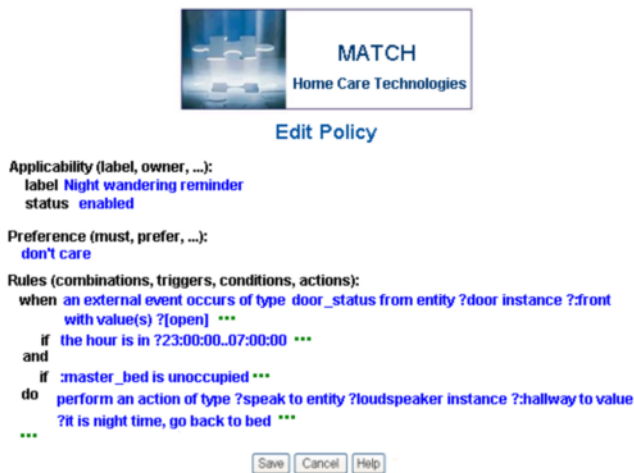 MATCH
Home Care Technologies
Edit Policy
Applicability (label, owner, ...):
label Night wandering reminder
status enabled
Preference (must, prefer, ...):
don't care
Rules (combinations, triggers, conditions, actions):
when an external event occurs of type door_status from entity ?door instance ?:front
with value(s) ?[open] ...
if the hour is in ?23:00:00..07:00:00 ...
and
if :master_bed is unoccupied ...
do perform an action of type ?speak to entity ?loudspeaker instance ?:hallway to value
?it is night time, go back to bed ...
...
Save Cancel Help